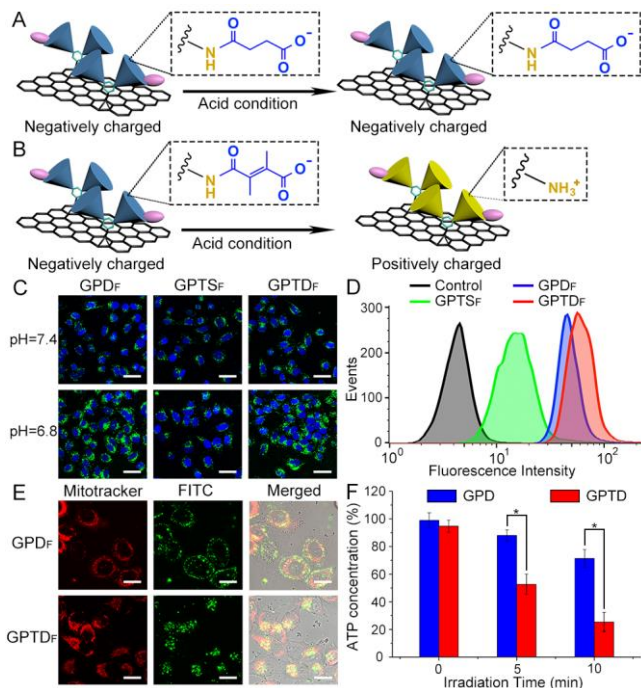 A
O
N
H
O
O⁻
Acid condition
O
N
H
O
O⁻
Negatively charged
Negatively charged
B
O
N
H
O
O⁻
Acid condition
NH₃⁺
Negatively charged
Positively charged
C
GPDF
GPTSF
GPTDF
pH=7.4
pH=6.8
D
Control
GPDF
GPTSF
GPTDF
Events
300
200
100
0
10⁰
10¹
10²
Fluorescence Intensity
E
Mitotracker
FITC
Merged
GPDF
GPTDF
F
GPD
GPTD
ATP concentration (%)
120
100
80
60
40
20
0
*
*
0
5
10
Irradiation Time (min)